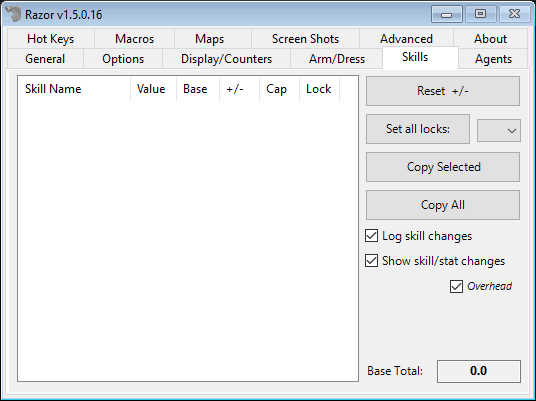 Razor v1.5.0.16
Hot Keys Macros Maps Screen Shots Advanced About
General Options Display/Counters Arm/Dress Skills Agents
Skill Name Value Base +/- Cap Lock
Reset +/-
Set all locks:
Copy Selected
Copy All
Log skill changes
Show skill/stat changes
Overhead
Base Total: 0.0